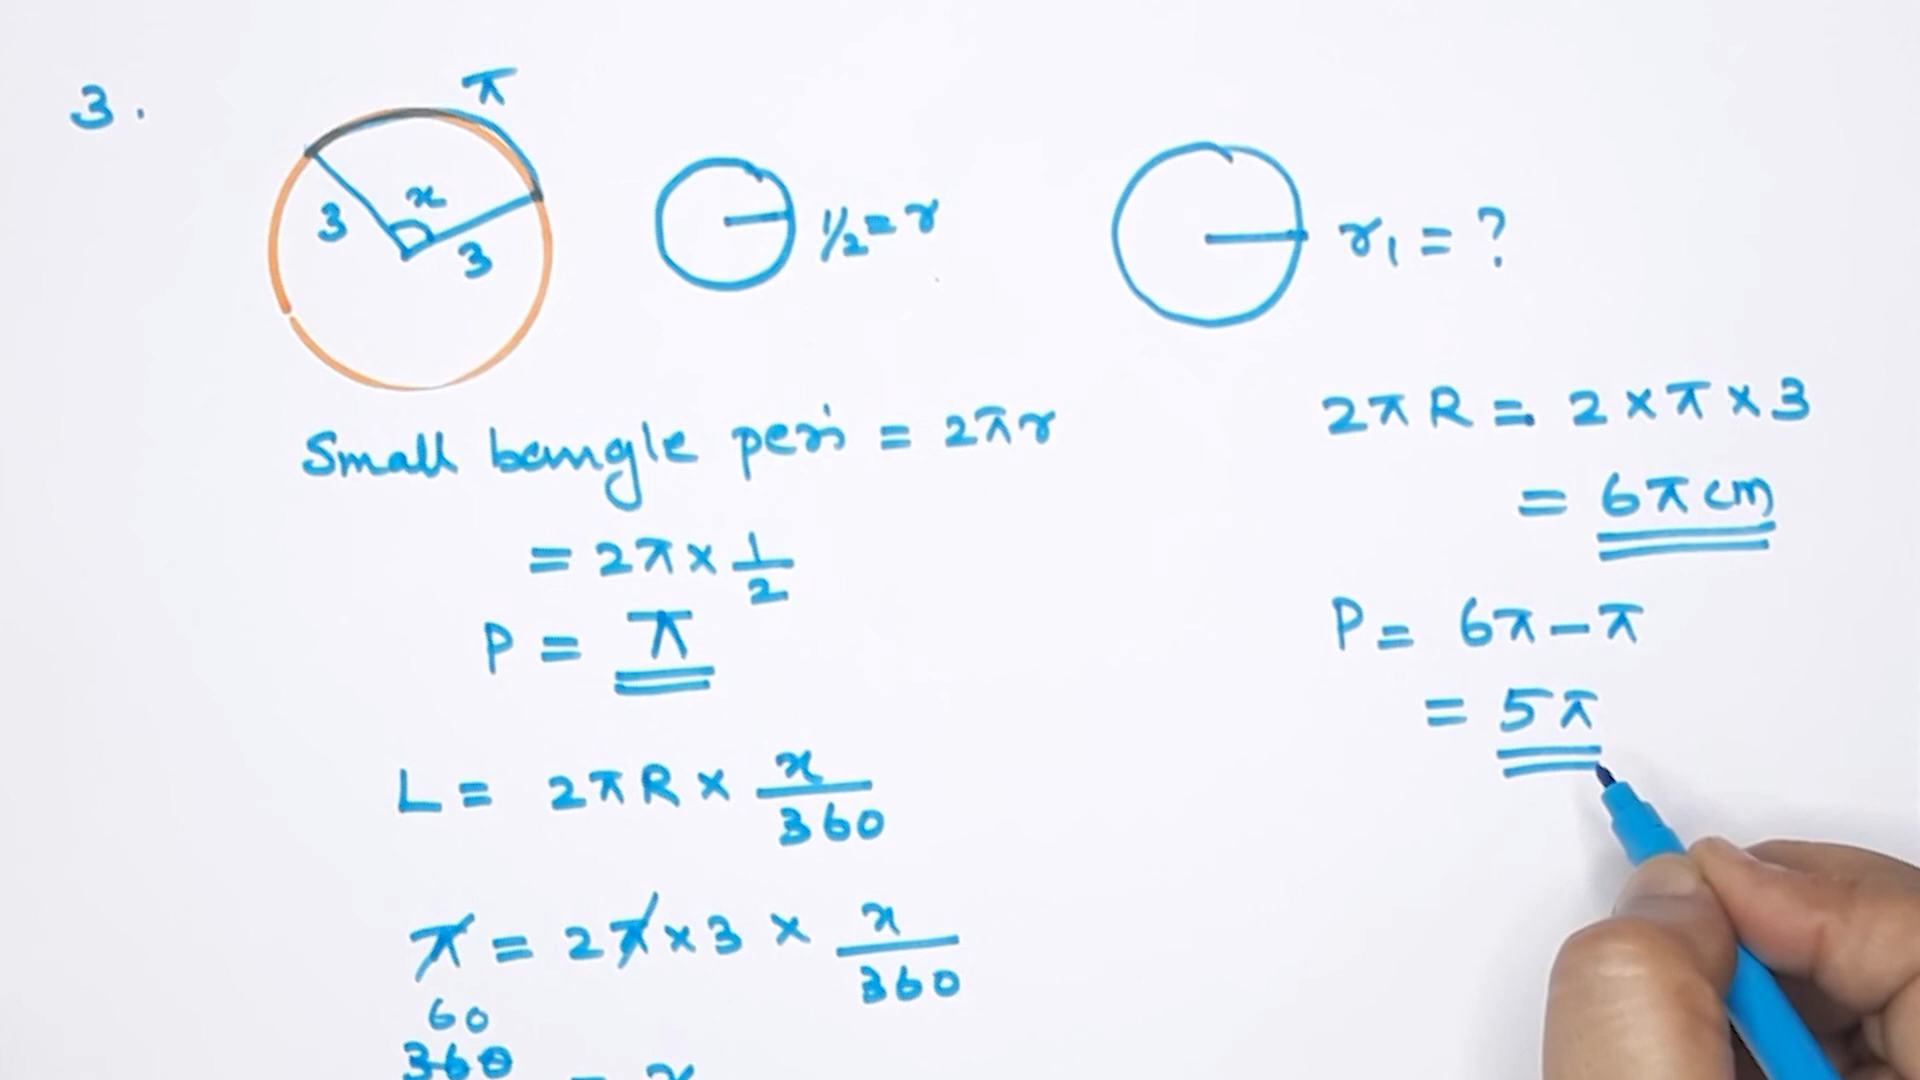 3.
π
x
3
3
1/2 = r
r₁ = ?
Small bangle peri = 2πr
= 2π × 1/2
P = π
L = 2πR × x/360
π = 2π × 3 × x/360
60
360
= x
2πR = 2 × π × 3
= 6π cm
P = 6π - π
= 5π